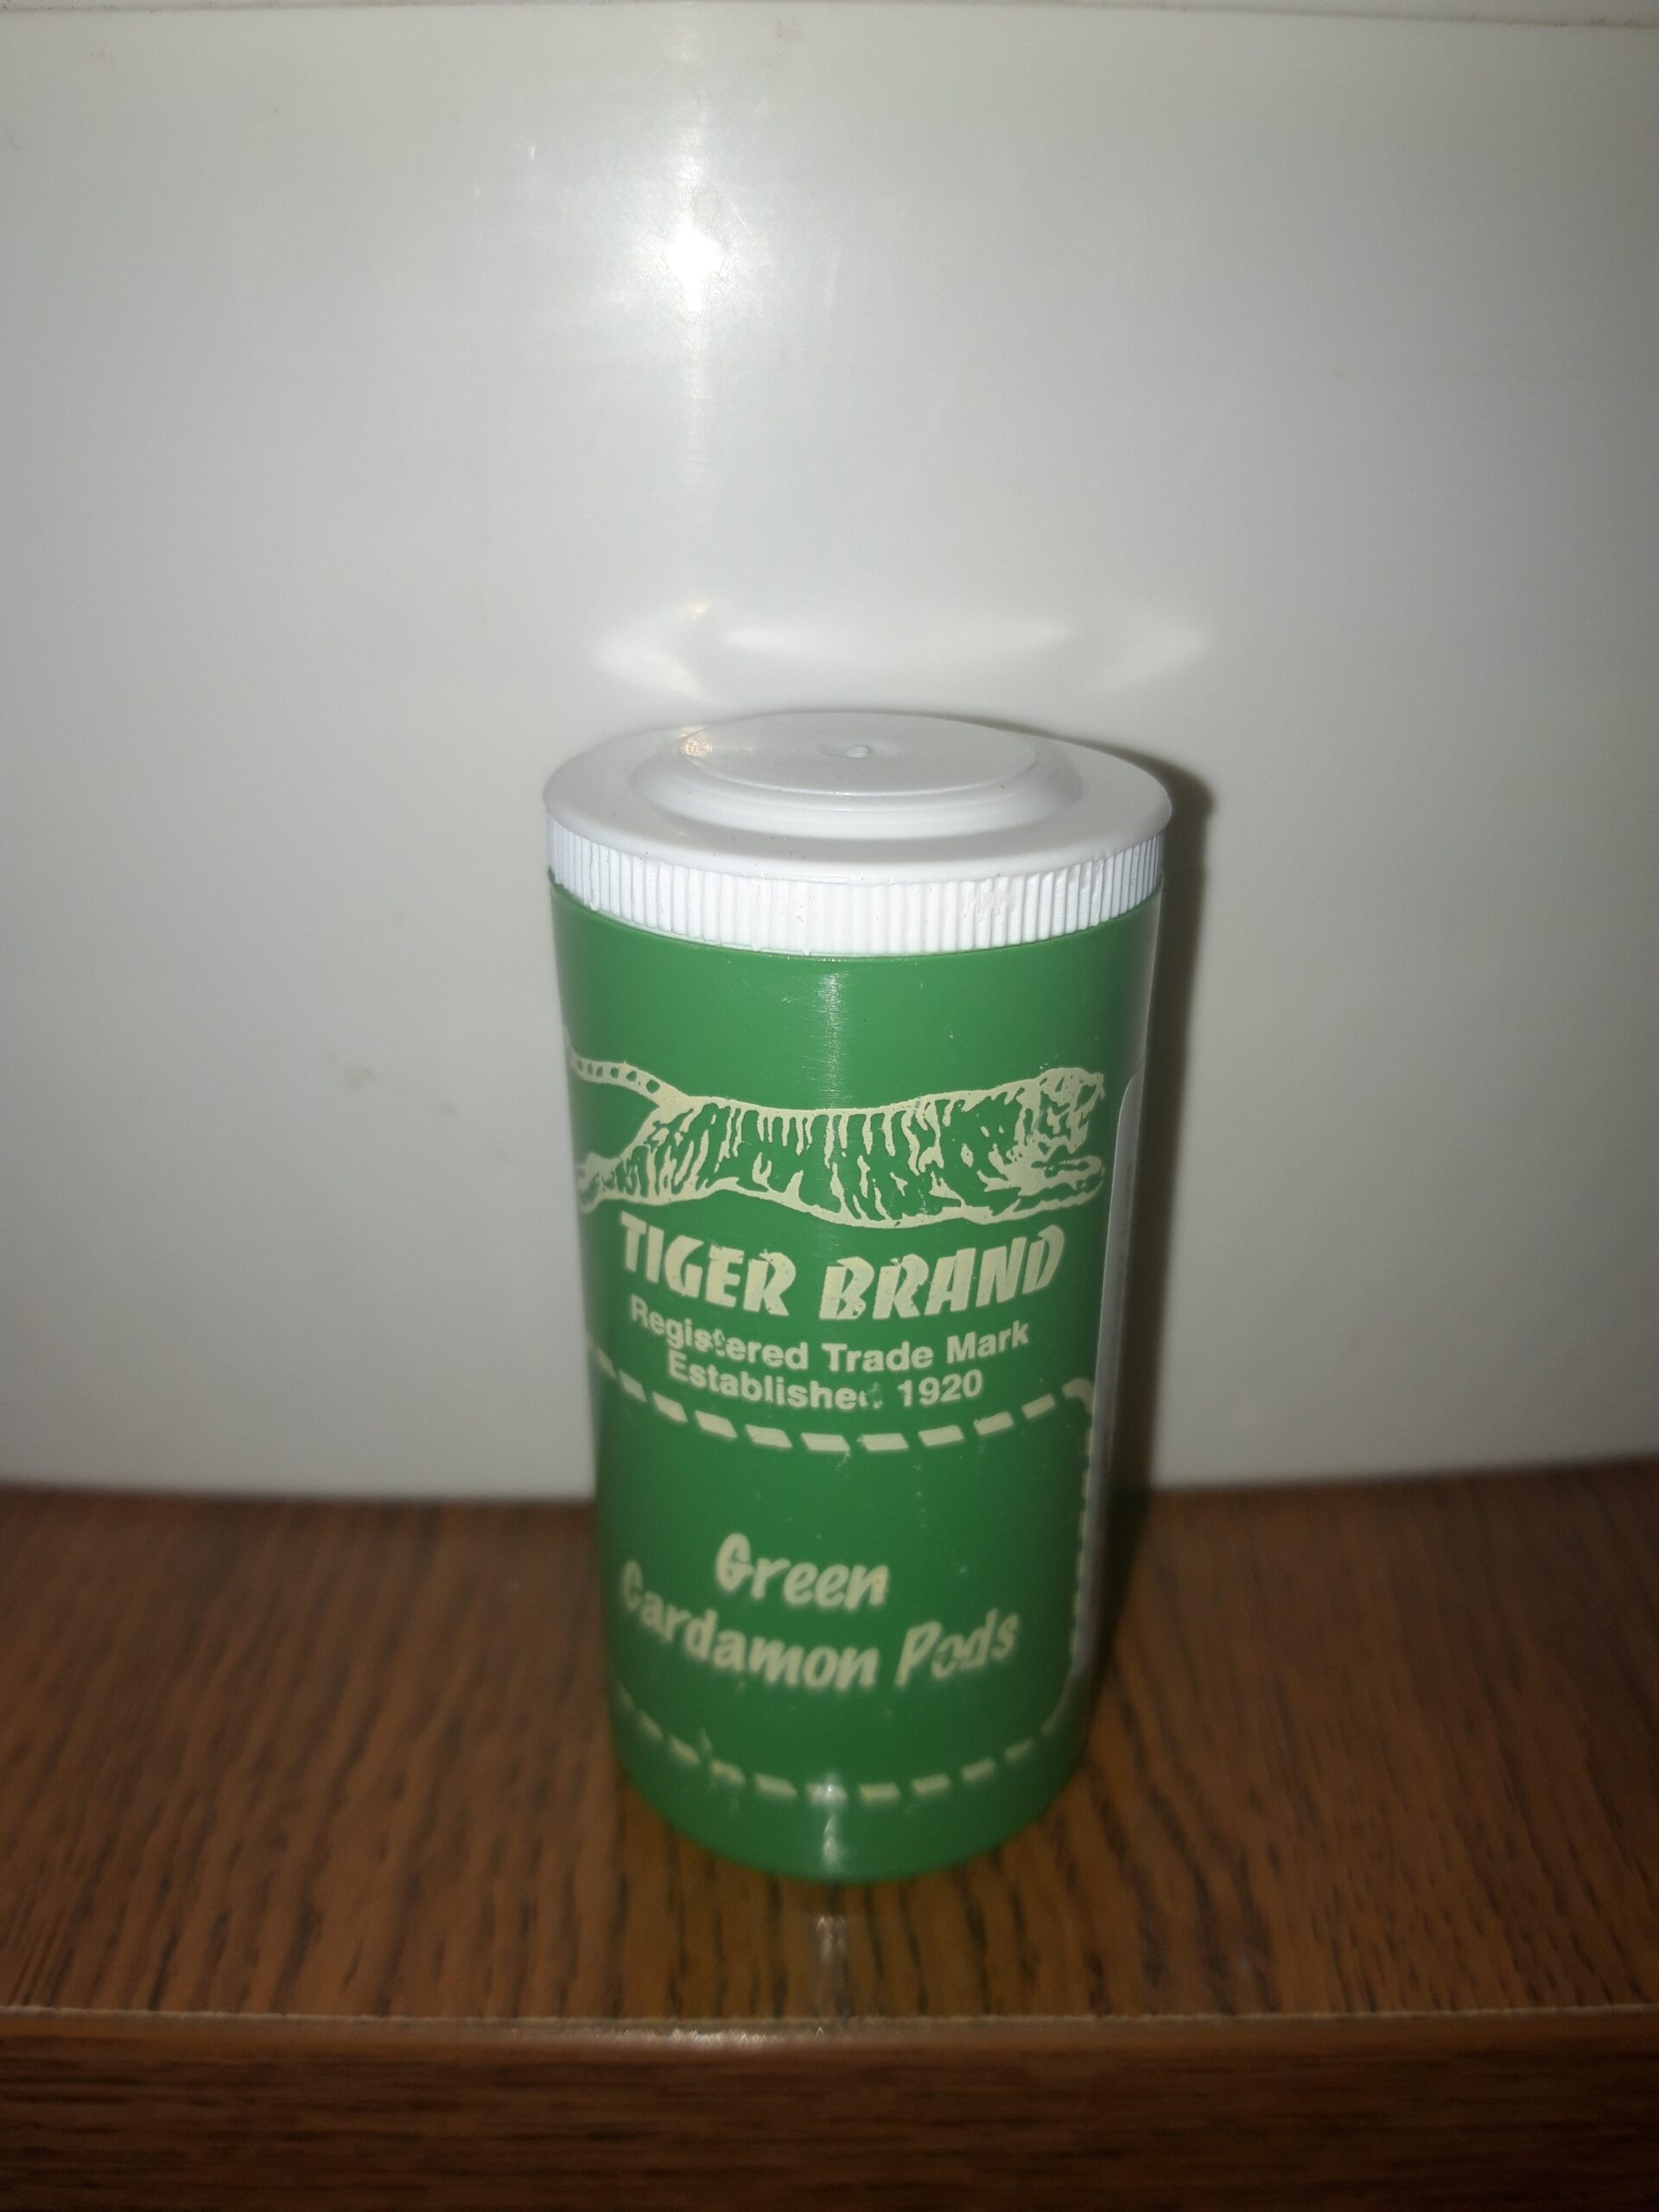 TIGER BRAND
Registered Trade Mark
Established 1920
Green
Cardamon Pods